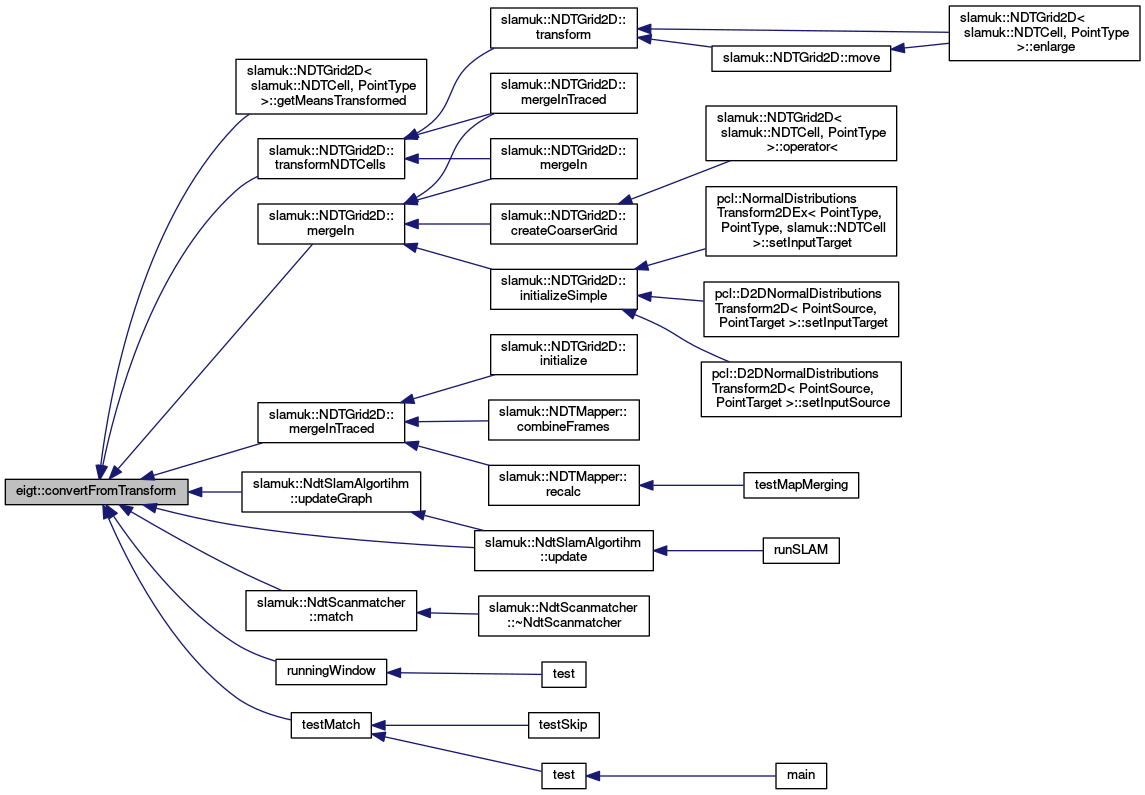 eigt::convertFromTransform
slamuk::NDTGrid2D<
slamuk::NDTCell, PointType
>::getMeansTransformed
slamuk::NDTGrid2D::
transformNDTCells
slamuk::NDTGrid2D::
mergeIn
slamuk::NDTGrid2D::
mergeInTraced
slamuk::NdtSlamAlgortihm
::updateGraph
slamuk::NdtScanmatcher
::match
runningWindow
testMatch
slamuk::NDTGrid2D::
transform
slamuk::NDTGrid2D::
mergeInTraced
slamuk::NDTGrid2D::
mergeIn
slamuk::NDTGrid2D::
createCoarserGrid
slamuk::NDTGrid2D::
initializeSimple
slamuk::NDTGrid2D::
initialize
slamuk::NDTMapper::
combineFrames
slamuk::NDTMapper::
recalc
slamuk::NdtSlamAlgortihm
::update
slamuk::NdtScanmatcher
::~NdtScanmatcher
test
testSkip
test
slamuk::NDTGrid2D::move
slamuk::NDTGrid2D<
slamuk::NDTCell, PointType
>::operator<
pcl::NormalDistributions
Transform2DEx< PointType,
PointType, slamuk::NDTCell
>::setInputTarget
pcl::D2DNormalDistributions
Transform2D< PointSource,
PointTarget >::setInputTarget
pcl::D2DNormalDistributions
Transform2D< PointSource,
PointTarget >::setInputSource
testMapMerging
runSLAM
main
slamuk::NDTGrid2D<
slamuk::NDTCell, PointType
>::enlarge